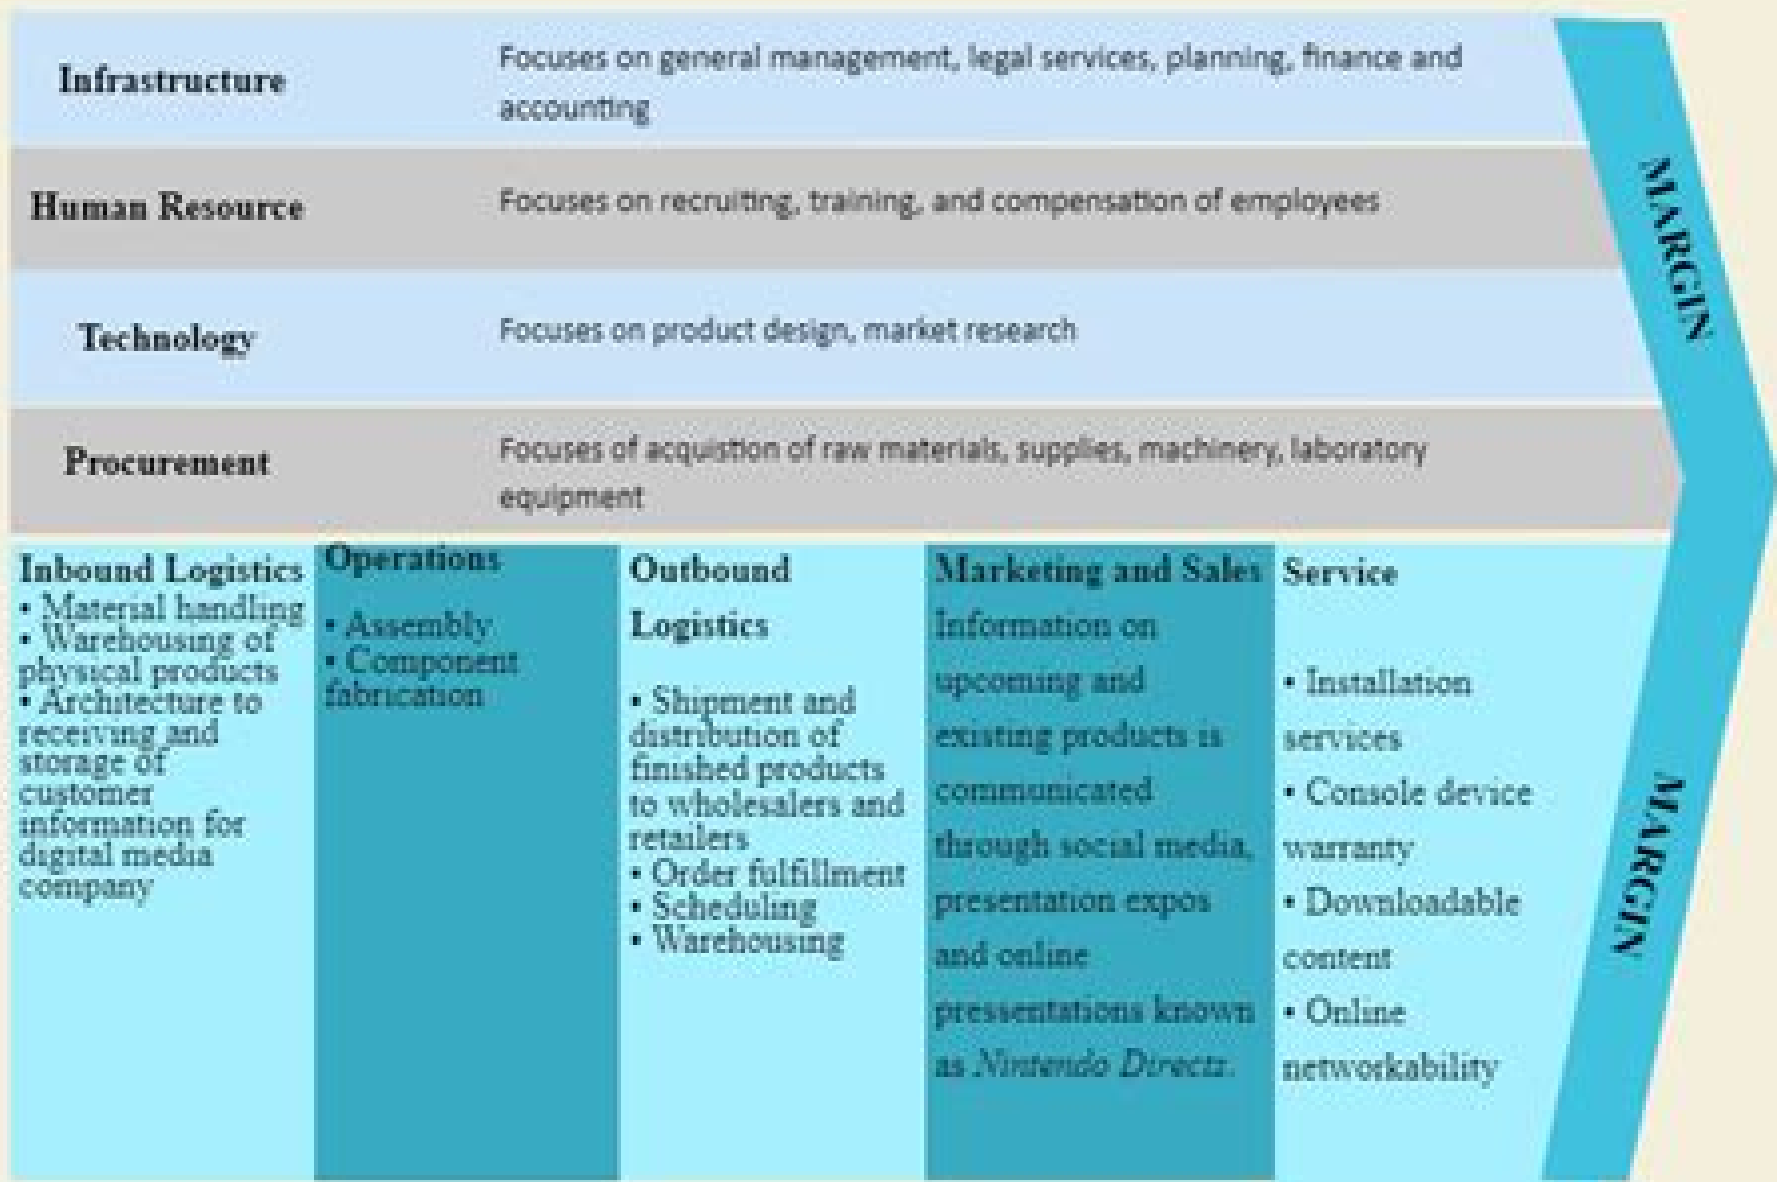 Infrastructure
Focuses on general management, legal services, planning, finance and
accounting
Human Resource
Focuses on recruiting, training, and compensation of employees
Technology
Focuses on product design, market research
Procurement
Focuses of acquistion of raw materials, supplies, machinery, laboratory
equipment
Inbound Logistics
• Material handling
• Warehousing of
physical products
• Architecture to
receiving and
storage of
customer
information for
digital media
company
Operations
• Assembly
• Component
fabrication
Outbound
Logistics
• Shipment and
distribution of
finished products
to wholesalers and
retailers
• Order fulfillment
• Scheduling
• Warehousing
Marketing and Sales
Information on
upcoming and
existing products is
communicated
through social media,
presentation expos
and online
pressentations known
as Nintendo Directs.
Service
• Installation
services
• Console device
warranty
• Downloadable
content
• Online
networkability
MARGIN
MARGIN